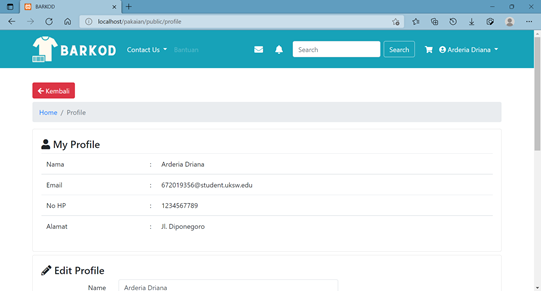 BARKOD
localhost/pakaian/public/profile
BARKOD Contact Us Bantuan Search Search Arderia Driana
Kembali
Home / Profile
My Profile
Nama : Arderia Driana
Email : 672019356@student.uksw.edu
No HP : 1234567789
Alamat : Jl. Diponegoro
Edit Profile
Name Arderia Driana